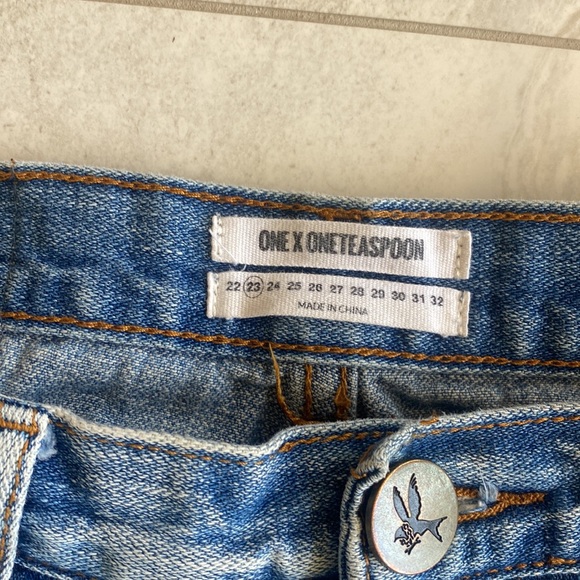 ONE X ONETEASPOON
22 23 24 25 26 27 28 29 30 31 32
MADE IN CHINA